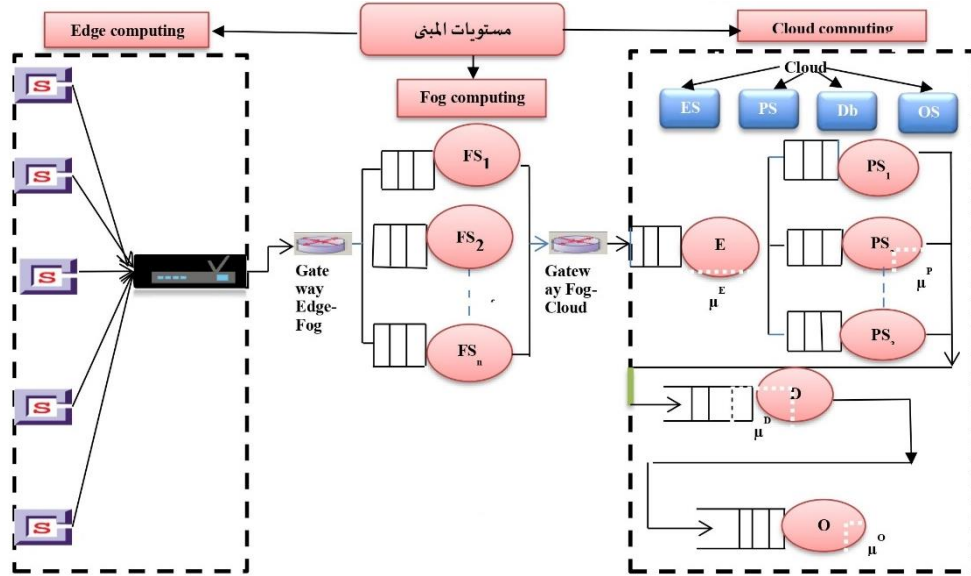 Edge computing
مستويات المبنى
Cloud computing
Fog computing
Cloud
ES
PS
Db
OS
S
S
S
S
S
FS1
FS2
FSn
Gate
way
Edge-
Fog
Gatew
ay Fog-
Cloud
E
μE
PS1
PS
μP
PS
D
μD
O
μO